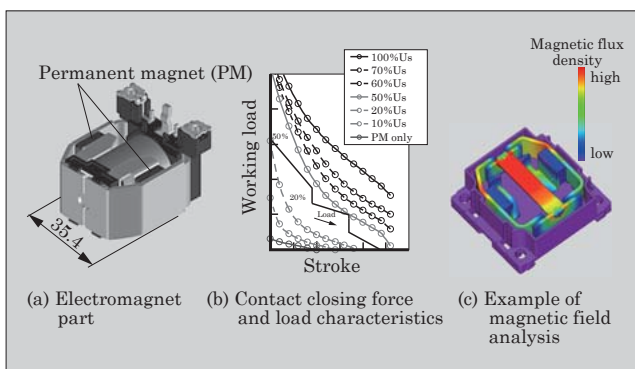 Permanent magnet (PM)
35.4
(a) Electromagnet
part
100%Us
70%Us
60%Us
50%Us
20%Us
10%Us
PM only
Working load
50%
20%
Load
Stroke
(b) Contact closing force
and load characteristics
Magnetic flux
density
high
low
(c) Example of
magnetic field
analysis